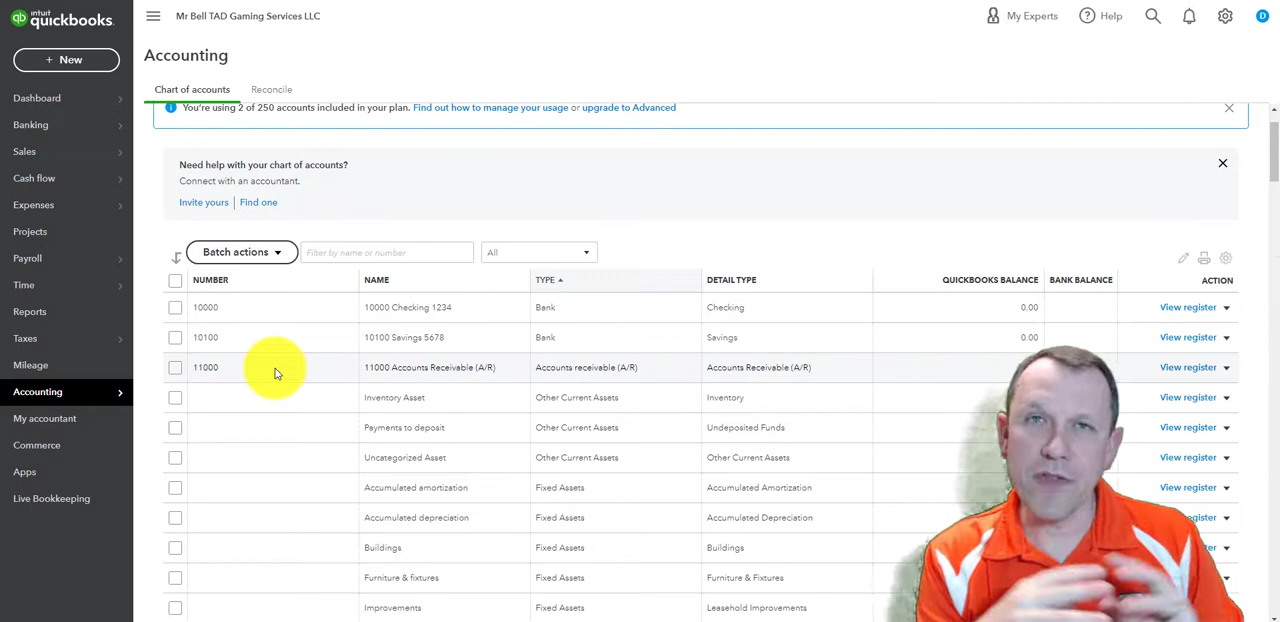 intuit
qb quickbooks.
Mr Bell TAD Gaming Services LLC
My Experts
Help
D
+ New
Accounting
Chart of accounts
Reconcile
Dashboard
Banking
Sales
Cash flow
Expenses
Projects
Payroll
Time
Reports
Taxes
Mileage
Accounting
My accountant
Commerce
Apps
Live Bookkeeping
You're using 2 of 250 accounts included in your plan. Find out how to manage your usage or upgrade to Advanced
Need help with your chart of accounts?
Connect with an accountant.
Invite yours | Find one
Batch actions
Filter by name or number
All
NUMBER NAME TYPE DETAIL TYPE QUICKBOOKS BALANCE BANK BALANCE ACTION
10000 10000 Checking 1234 Bank Checking 0.00 View register
10100 10100 Savings 5678 Bank Savings 0.00 View register
11000 11000 Accounts Receivable (A/R) Accounts receivable (A/R) Accounts Receivable (A/R) View register
Inventory Asset Other Current Assets Inventory View register
Payments to deposit Other Current Assets Undeposited Funds View register
Uncategorized Asset Other Current Assets Other Current Assets View register
Accumulated amortization Fixed Assets Accumulated Amortization View register
Accumulated depreciation Fixed Assets Accumulated Depreciation register
Buildings Fixed Assets Buildings
Furniture & fixtures Fixed Assets Furniture & Fixtures
Improvements Fixed Assets Leasehold Improvements